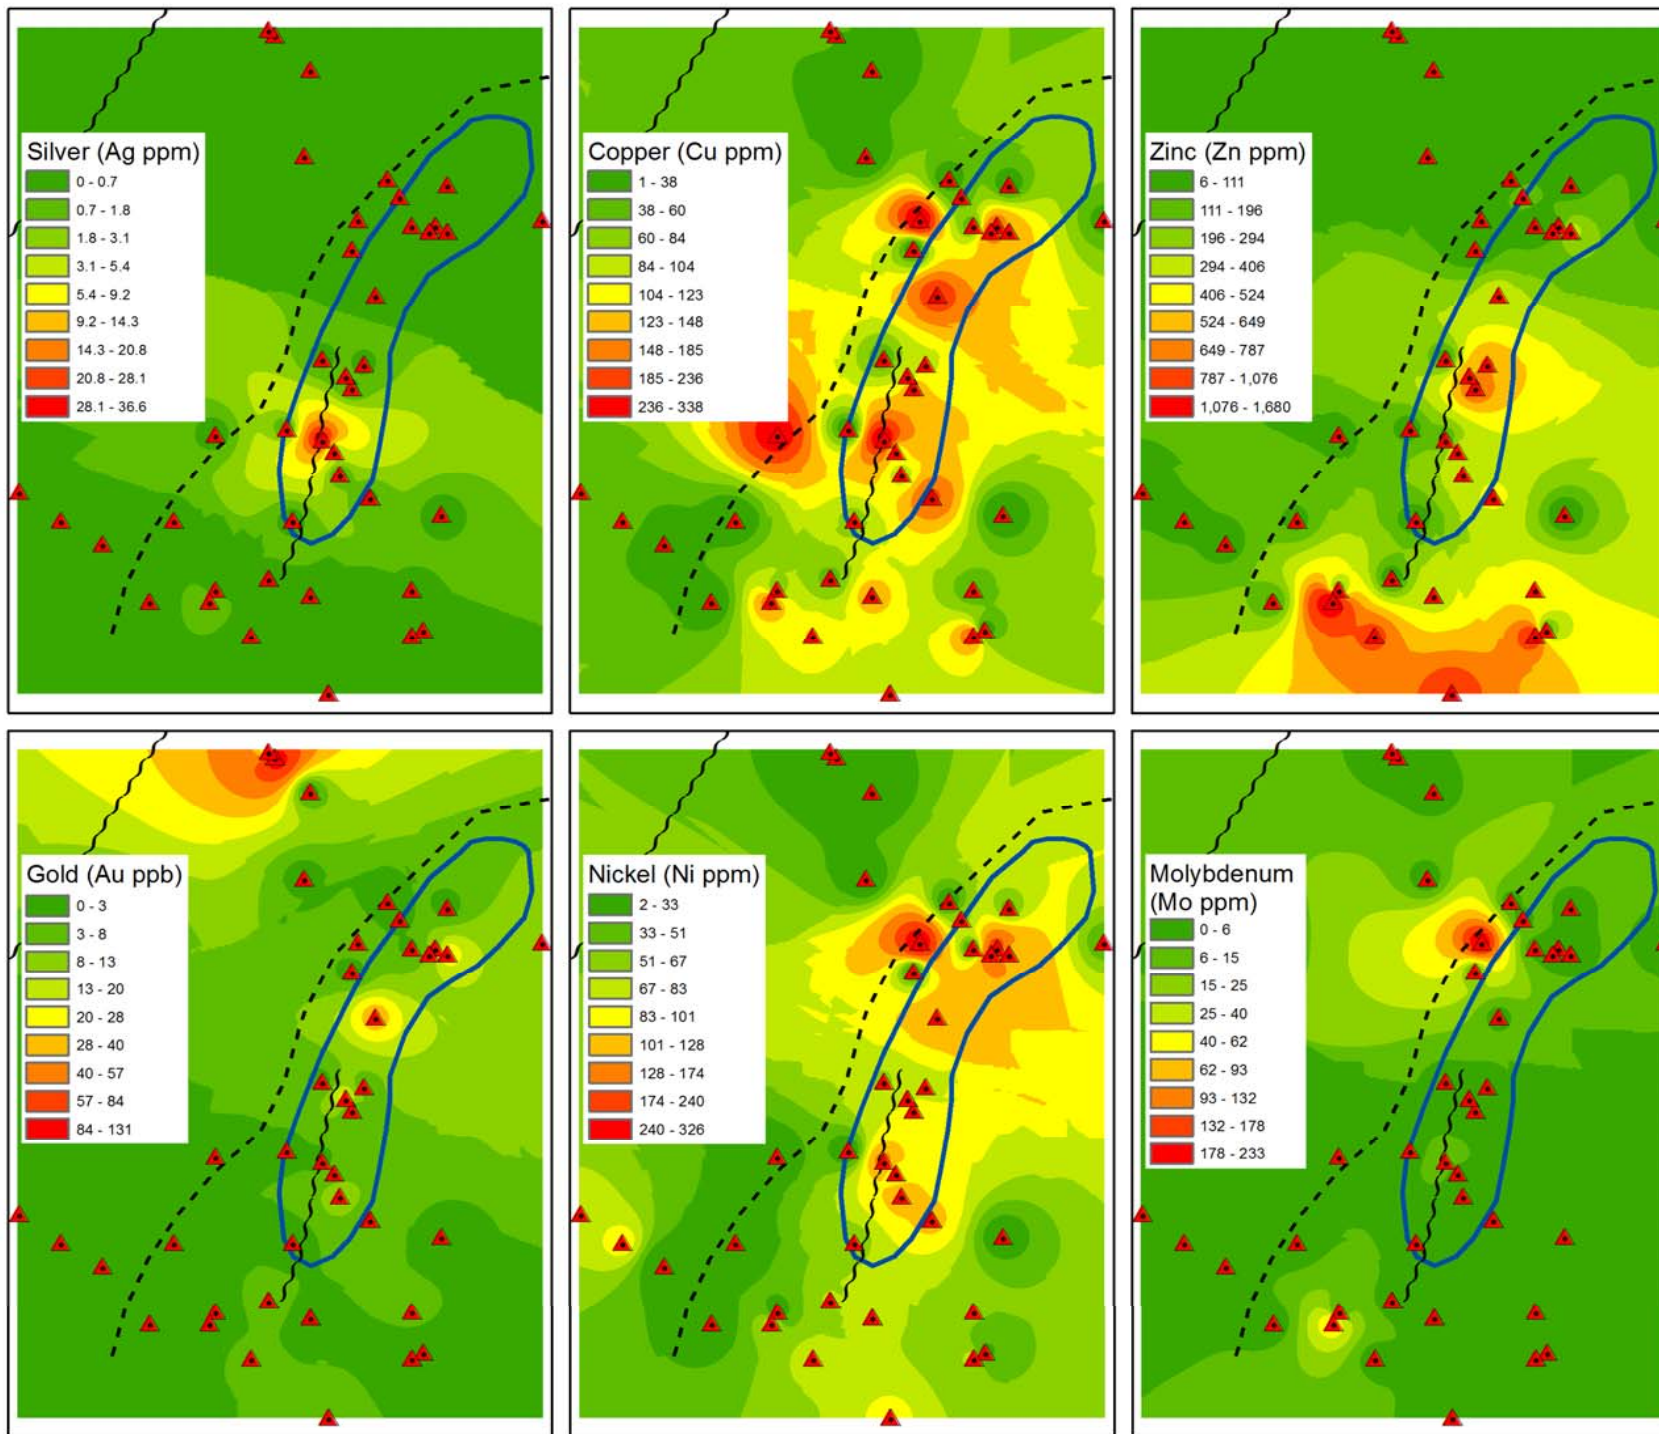 Silver (Ag ppm)
0 - 0.7
0.7 - 1.8
1.8 - 3.1
3.1 - 5.4
5.4 - 9.2
9.2 - 14.3
14.3 - 20.8
20.8 - 28.1
28.1 - 36.6
Copper (Cu ppm)
1 - 38
38 - 60
60 - 84
84 - 104
104 - 123
123 - 148
148 - 185
185 - 236
236 - 338
Zinc (Zn ppm)
6 - 111
111 - 196
196 - 294
294 - 406
406 - 524
524 - 649
649 - 787
787 - 1,076
1,076 - 1,680
Gold (Au ppb)
0 - 3
3 - 8
8 - 13
13 - 20
20 - 28
28 - 40
40 - 57
57 - 84
84 - 131
Nickel (Ni ppm)
2 - 33
33 - 51
51 - 67
67 - 83
83 - 101
101 - 128
128 - 174
174 - 240
240 - 326
Molybdenum
(Mo ppm)
0 - 6
6 - 15
15 - 25
25 - 40
40 - 62
62 - 93
93 - 132
132 - 178
178 - 233